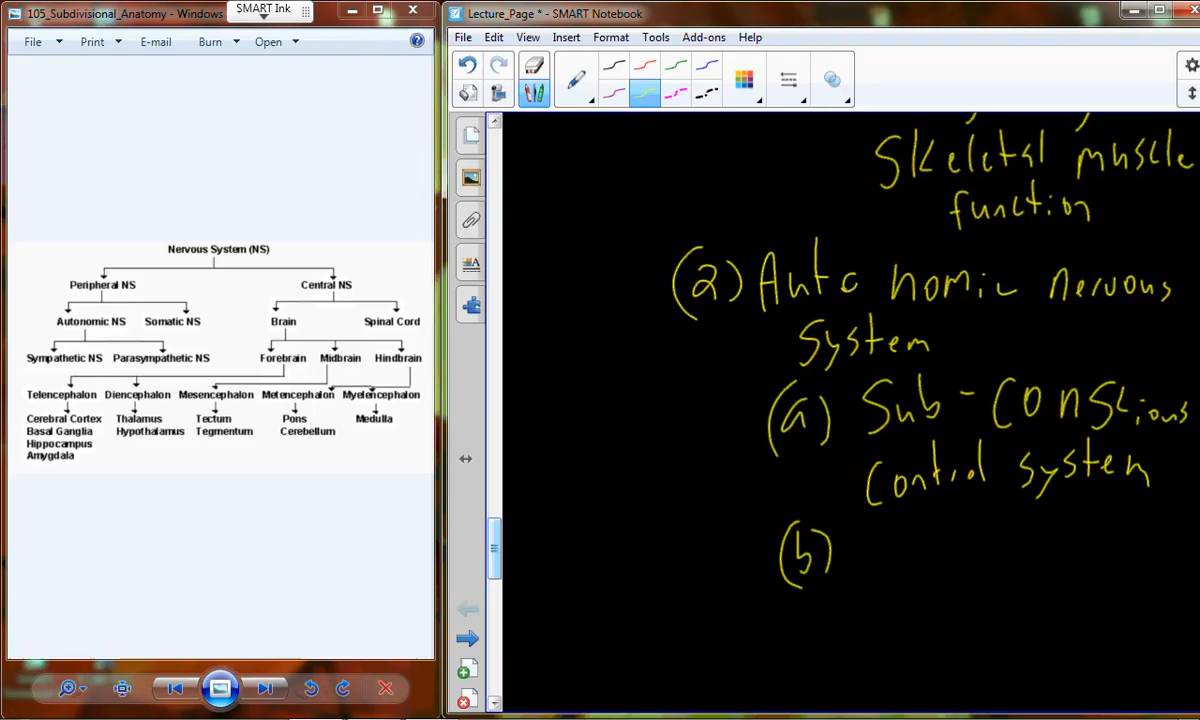 105_Subdivisional_Anatomy - Windows
SMART Ink
File Print E-mail Burn Open
Nervous System (NS)
Peripheral NS Central NS
Autonomic NS Somatic NS Brain Spinal Cord
Sympathetic NS Parasympathetic NS Forebrain Midbrain Hindbrain
Telencephalon Diencephalon Mesencephalon Metencephalon Myelencephalon
Cerebral Cortex Thalamus Tectum Pons Medulla
Basal Ganglia Hypothalamus Tegmentum Cerebellum
Hippocampus
Amygdala
Lecture_Page * - SMART Notebook
File Edit View Insert Format Tools Add-ons Help
Skeletal muscle
function
(2) Autonomic nervous
system
(a) Sub-conscious
control system
(b)